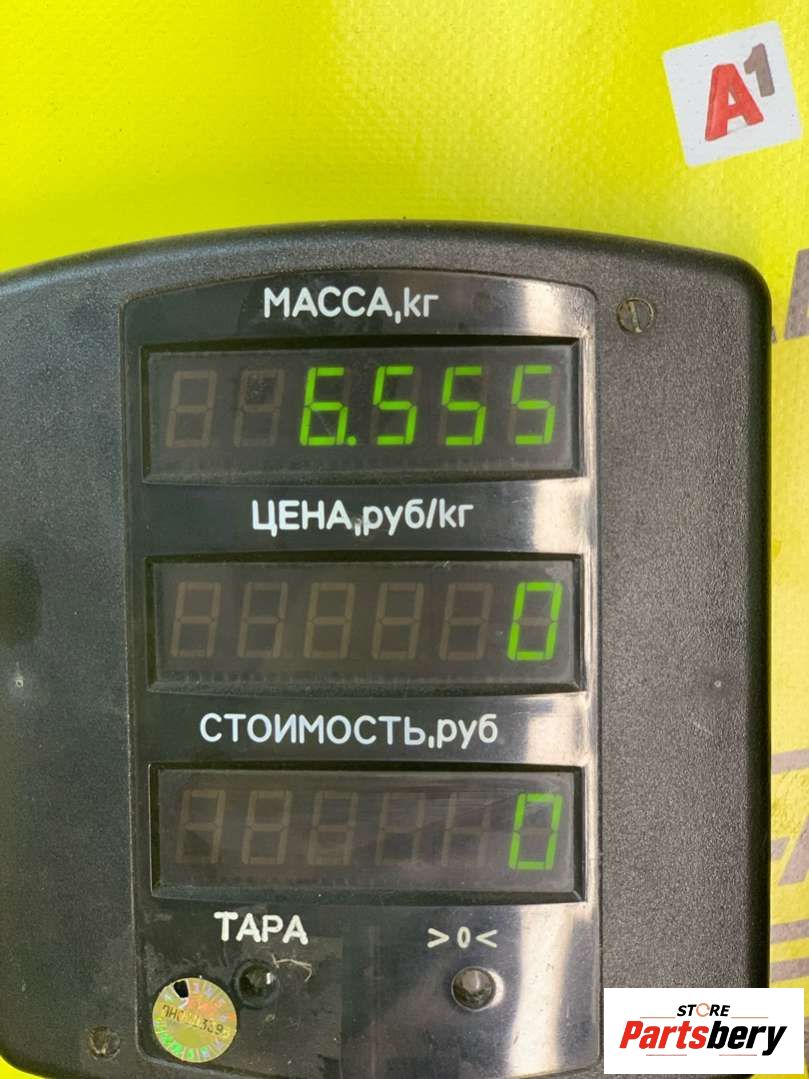 A1
МАССА,кг
6.555
ЦЕНА,руб/кг
0
СТОИМОСТЬ,руб
0
ТАРА >0<
STORE
Partsbery